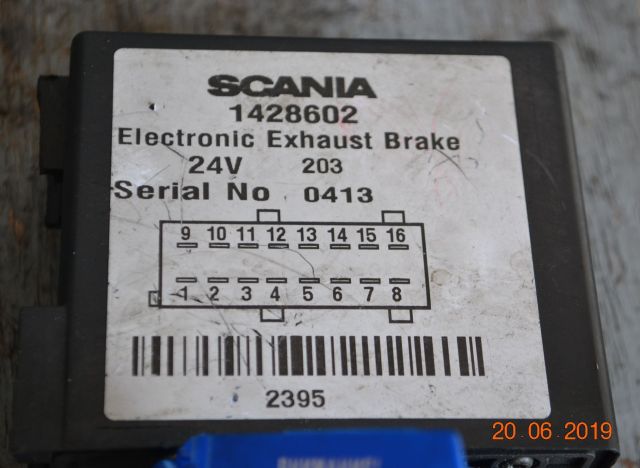 SCANIA
1428602
Electronic Exhaust Brake
24V 203
Serial No 0413
9 10 11 12 13 14 15 16
1 2 3 4 5 6 7 8
2395
20 06 2019